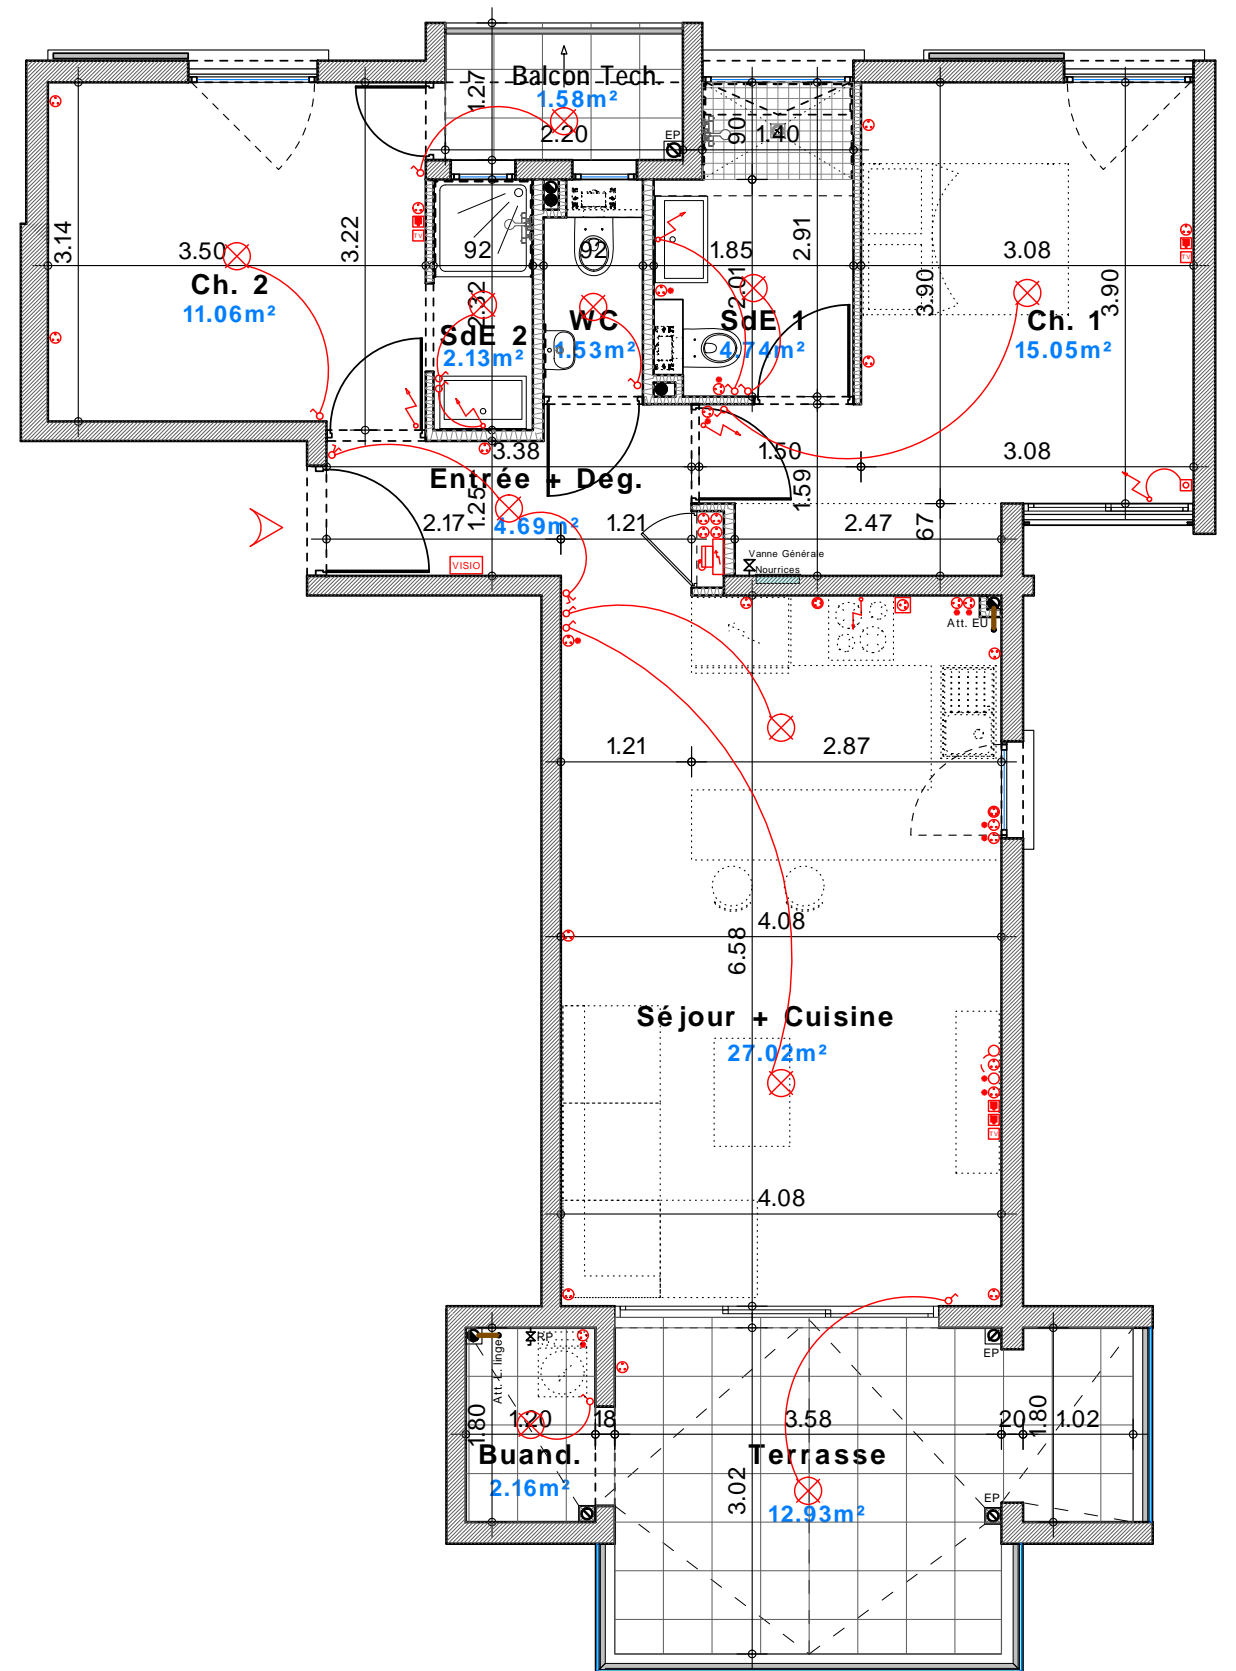 Balcon Tech.
1.58m²
1.27
2.20
EP
90
1.40
3.14
3.50
3.22
Ch. 2
11.06m²
TV
92
2.32
SdE 2
2.13m²
92
WC
1.53m²
1.85
2.91
2.01
SdE 1
4.74m²
3.08
3.90
3.90
Ch. 1
15.05m²
TV
3.38
1.50
3.08
Entrée + Deg.
4.69m²
1.25
1.59
2.17
1.21
2.47
67
VISIO
Vanne Générale
Nourrices
Att. EU
1.21
2.87
4.08
6.58
Séjour + Cuisine
27.02m²
TV
4.08
RP
Att. L. linge
EP
1.80
1.20
18
3.58
20
1.80
1.02
Buand.
2.16m²
Terrasse
12.93m²
3.02
EP